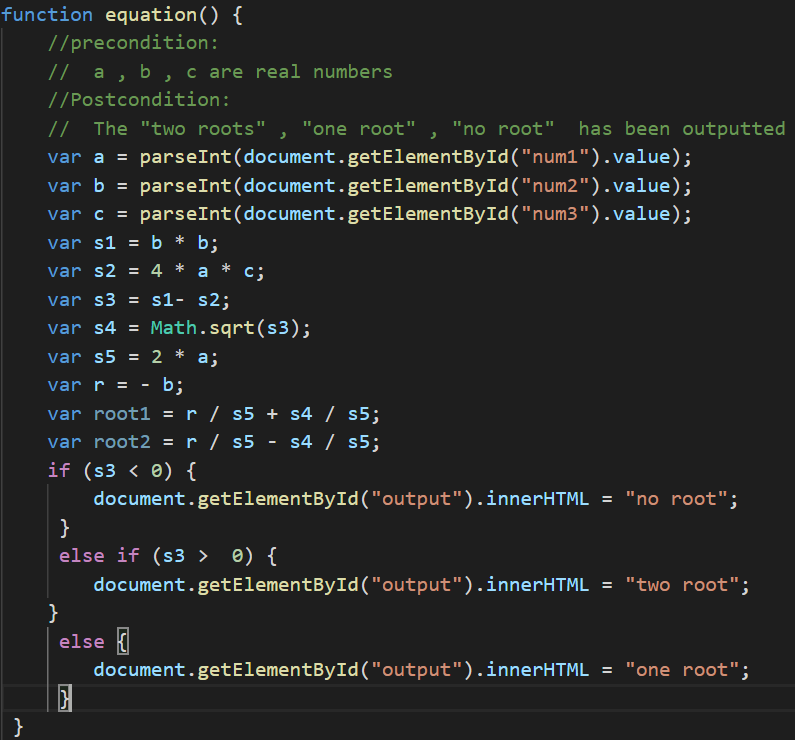 function equation() {
//precondition:
//  a , b , c are real numbers
//Postcondition:
//  The "two roots" , "one root" , "no root"  has been outputted
var a = parseInt(document.getElementById("num1").value);
var b = parseInt(document.getElementById("num2").value);
var c = parseInt(document.getElementById("num3").value);
var s1 = b * b;
var s2 = 4 * a * c;
var s3 = s1- s2;
var s4 = Math.sqrt(s3);
var s5 = 2 * a;
var r = - b;
var root1 = r / s5 + s4 / s5;
var root2 = r / s5 - s4 / s5;
if (s3 < 0) {
document.getElementById("output").innerHTML = "no root";
}
else if (s3 >  0) {
document.getElementById("output").innerHTML = "two root";
}
else {
document.getElementById("output").innerHTML = "one root";
}
}